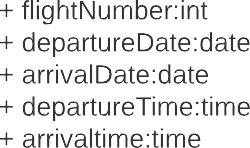 + flightNumber:int
+ departureDate:date
+ arrivalDate:date
+ departureTime:time
+ arrivaltime:time